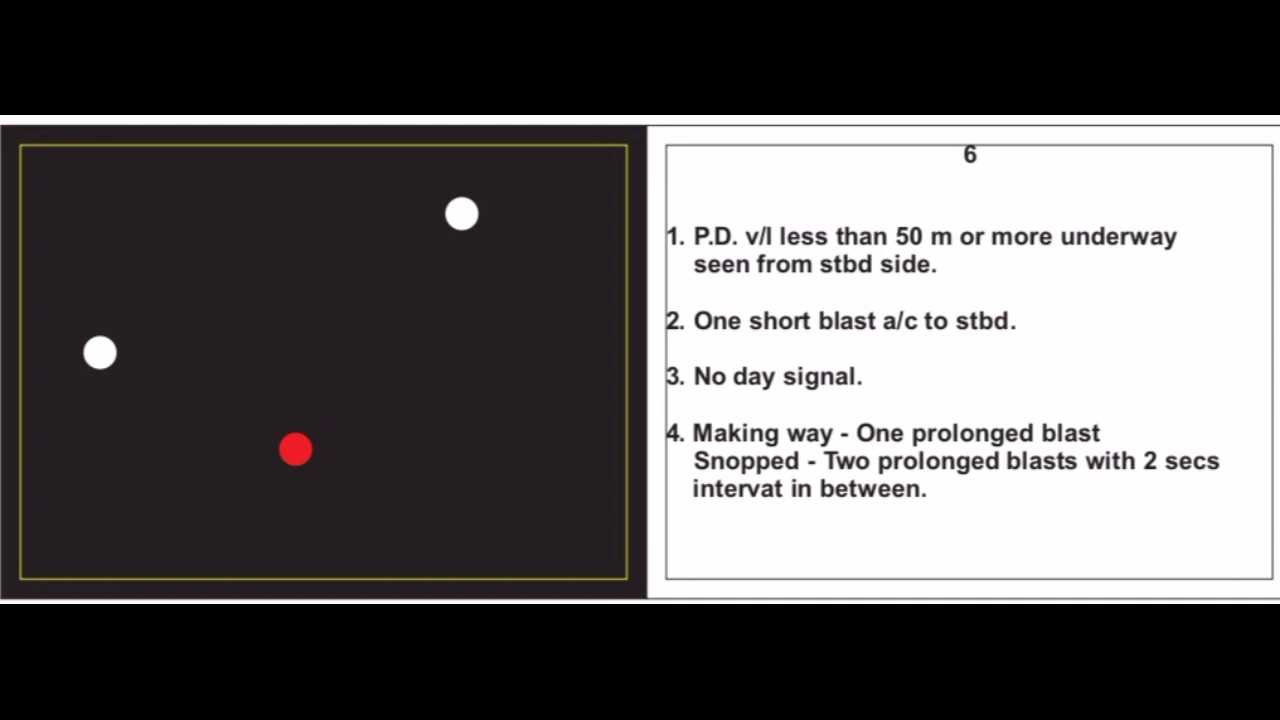 6
1. P.D. v/l less than 50 m or more underway
seen from stbd side.
2. One short blast a/c to stbd.
3. No day signal.
4. Making way - One prolonged blast
Snopped - Two prolonged blasts with 2 secs
intervat in between.